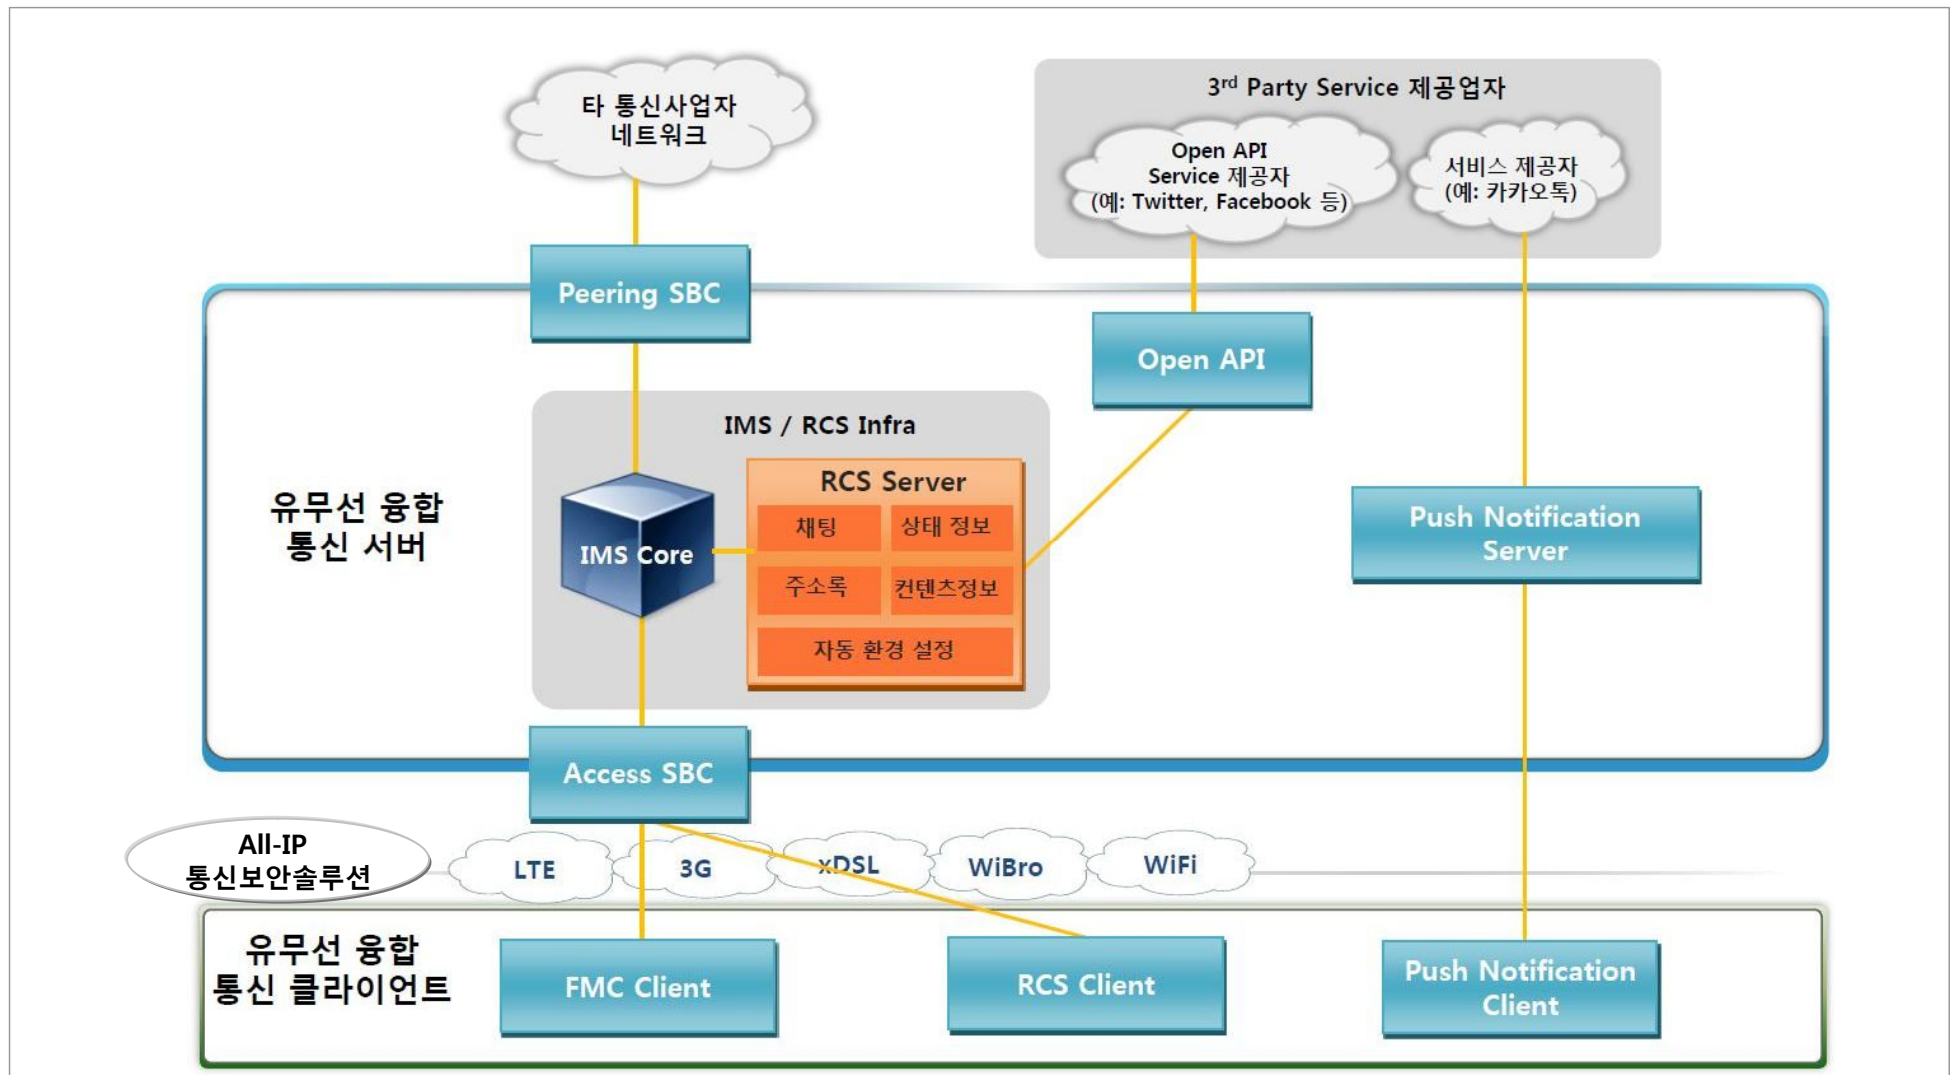 타 통신사업자
네트워크
3rd Party Service 제공업자
Open API
Service 제공자
(예: Twitter, Facebook 등)
서비스 제공자
(예: 카카오톡)
Peering SBC
Open API
IMS / RCS Infra
유무선 융합
통신 서버
IMS Core
RCS Server
채팅
상태 정보
주소록
컨텐츠정보
자동 환경 설정
Push Notification
Server
Access SBC
All-IP
통신보안솔루션
LTE
3G
xDSL
WiBro
WiFi
유무선 융합
통신 클라이언트
FMC Client
RCS Client
Push Notification
Client